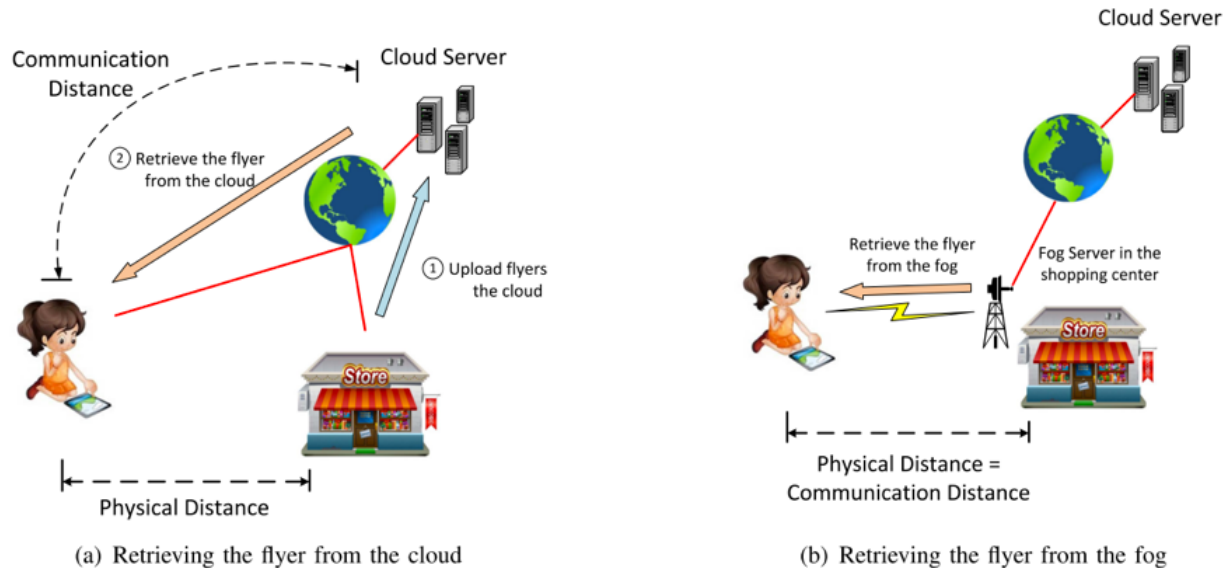 Communication
Distance
Cloud Server
② Retrieve the flyer
from the cloud
① Upload flyers
the cloud
Store
Physical Distance
(a) Retrieving the flyer from the cloud
Cloud Server
Retrieve the flyer
from the fog
Fog Server in the
shopping center
Store
Physical Distance =
Communication Distance
(b) Retrieving the flyer from the fog